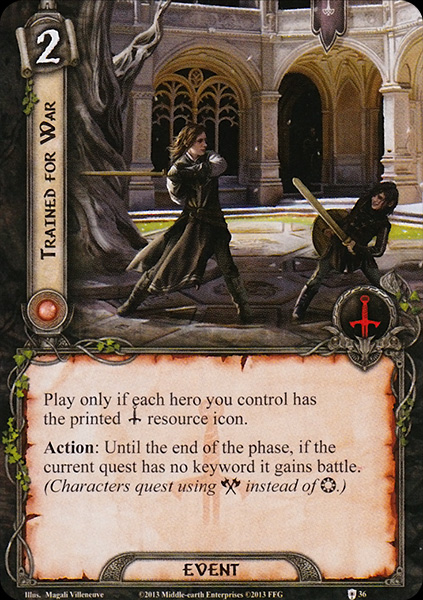 2
TRAINED FOR WAR
Play only if each hero you control has
the printed resource icon.
Action: Until the end of the phase, if the
current quest has no keyword it gains battle.
(Characters quest using instead of .)
EVENT
Illus. Magali Villeneuve ©2013 Middle-earth Enterprises ©2013 FFG 36